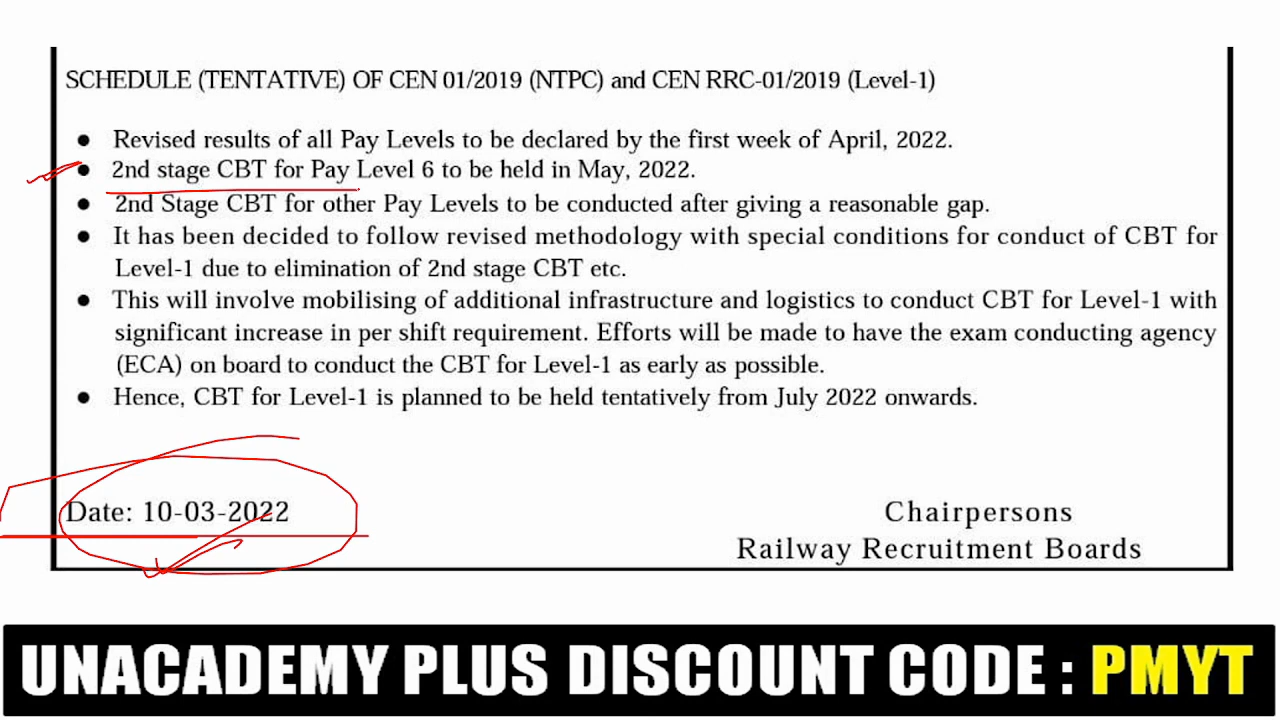 SCHEDULE (TENTATIVE) OF CEN 01/2019 (NTPC) and CEN RRC-01/2019 (Level-1)
● Revised results of all Pay Levels to be declared by the first week of April, 2022.
● 2nd stage CBT for Pay Level 6 to be held in May, 2022.
● 2nd Stage CBT for other Pay Levels to be conducted after giving a reasonable gap.
● It has been decided to follow revised methodology with special conditions for conduct of CBT for
Level-1 due to elimination of 2nd stage CBT etc.
● This will involve mobilising of additional infrastructure and logistics to conduct CBT for Level-1 with
significant increase in per shift requirement. Efforts will be made to have the exam conducting agency
(ECA) on board to conduct the CBT for Level-1 as early as possible.
● Hence, CBT for Level-1 is planned to be held tentatively from July 2022 onwards.
Date: 10-03-2022
Chairpersons
Railway Recruitment Boards
UNACADEMY PLUS DISCOUNT CODE : PMYT